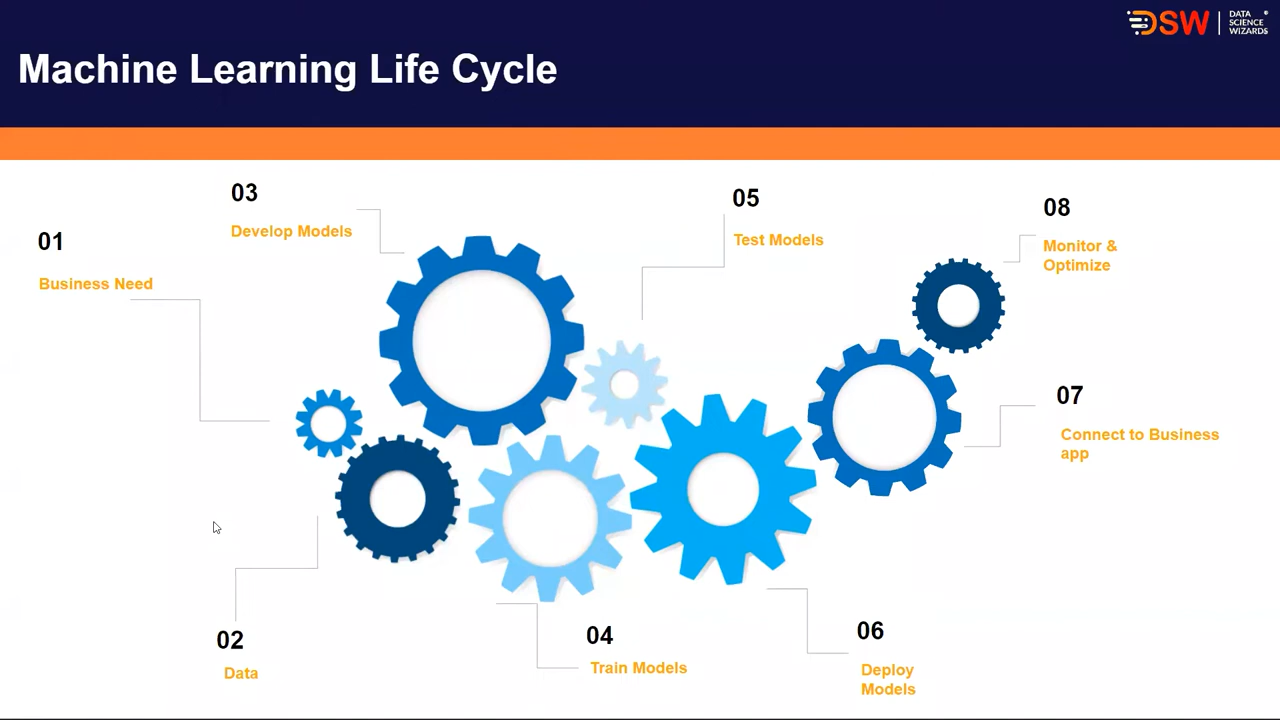 DSW
DATA
SCIENCE
WIZARDS
®
Machine Learning Life Cycle
01
Business Need
02
Data
03
Develop Models
04
Train Models
05
Test Models
06
Deploy
Models
07
Connect to Business
app
08
Monitor &
Optimize